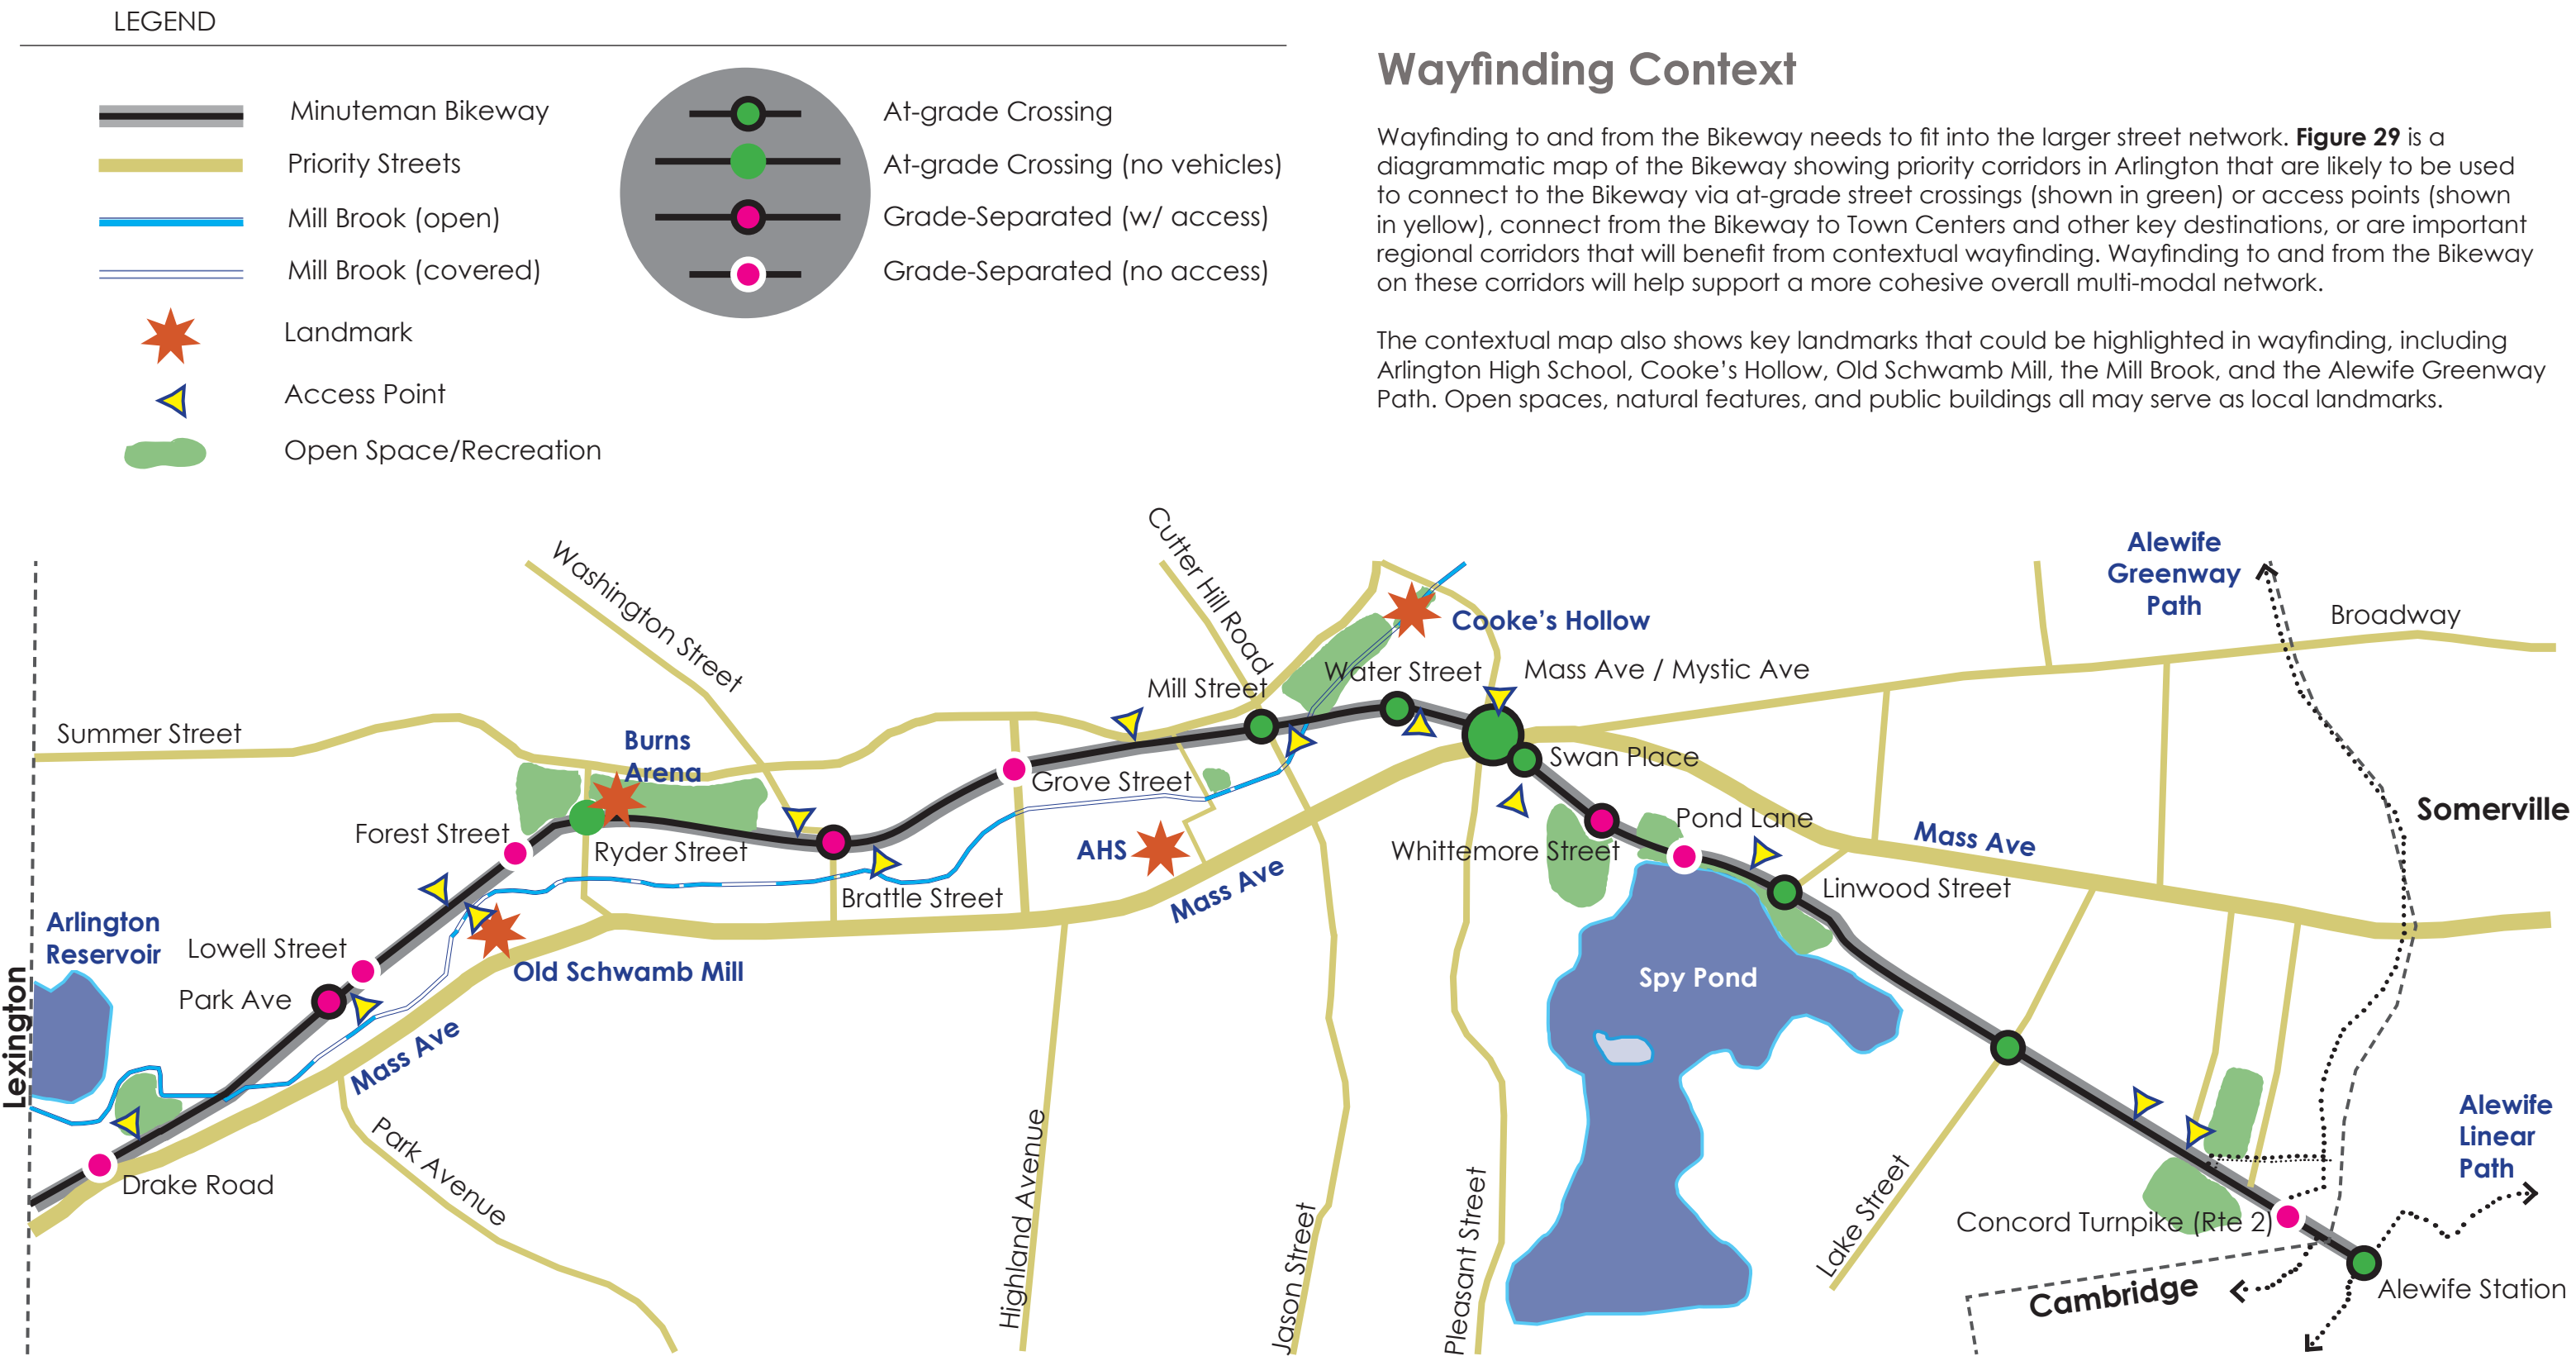 LEGEND
Minuteman Bikeway
Priority Streets
Mill Brook (open)
Mill Brook (covered)
Landmark
Access Point
Open Space/Recreation
At-grade Crossing
At-grade Crossing (no vehicles)
Grade-Separated (w/ access)
Grade-Separated (no access)
Wayfinding Context
Wayfinding to and from the Bikeway needs to fit into the larger street network. Figure 29 is a
diagrammatic map of the Bikeway showing priority corridors in Arlington that are likely to be used
to connect to the Bikeway via at-grade street crossings (shown in green) or access points (shown
in yellow), connect from the Bikeway to Town Centers and other key destinations, or are important
regional corridors that will benefit from contextual wayfinding. Wayfinding to and from the Bikeway
on these corridors will help support a more cohesive overall multi-modal network.
The contextual map also shows key landmarks that could be highlighted in wayfinding, including
Arlington High School, Cooke's Hollow, Old Schwamb Mill, the Mill Brook, and the Alewife Greenway
Path. Open spaces, natural features, and public buildings all may serve as local landmarks.
Lexington
Summer Street
Washington Street
Burns
Arena
Forest Street
Ryder Street
Arlington
Reservoir
Lowell Street
Park Ave
Old Schwamb Mill
Mass Ave
Drake Road
Park Avenue
Brattle Street
Grove Street
Mill Street
Cutter Hill Road
Water Street
Cooke's Hollow
Mass Ave / Mystic Ave
AHS
Mass Ave
Highland Avenue
Jason Street
Pleasant Street
Swan Place
Whittemore Street
Pond Lane
Linwood Street
Spy Pond
Mass Ave
Lake Street
Alewife
Greenway
Path
Broadway
Somerville
Alewife
Linear
Path
Concord Turnpike (Rte 2)
Cambridge
Alewife Station